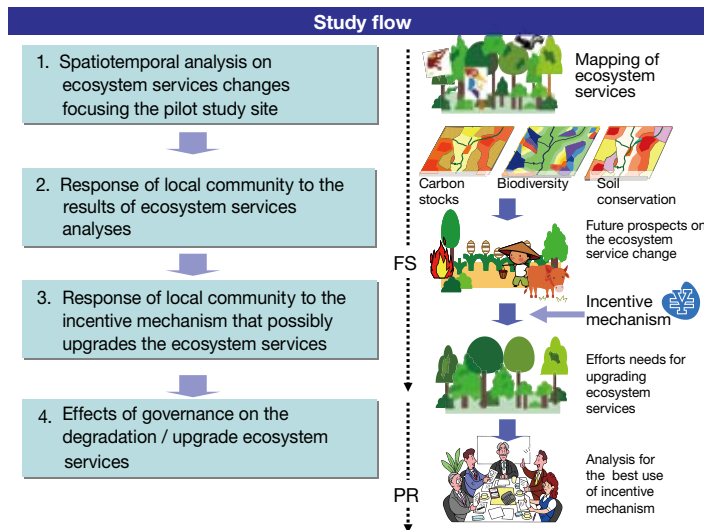 Study flow
1. Spatiotemporal analysis on
ecosystem services changes
focusing the pilot study site
2. Response of local community to the
results of ecosystem services
analyses
3. Response of local community to the
incentive mechanism that possibly
upgrades the ecosystem services
4. Effects of governance on the
degradation / upgrade ecosystem
services
FS
PR
Mapping of
ecosystem
services
Carbon
stocks
Biodiversity
Soil
conservation
Future prospects on
the ecosystem
service change
Incentive
mechanism
Efforts needs for
upgrading
ecosystem
services
Analysis for
the best use
of incentive
mechanism